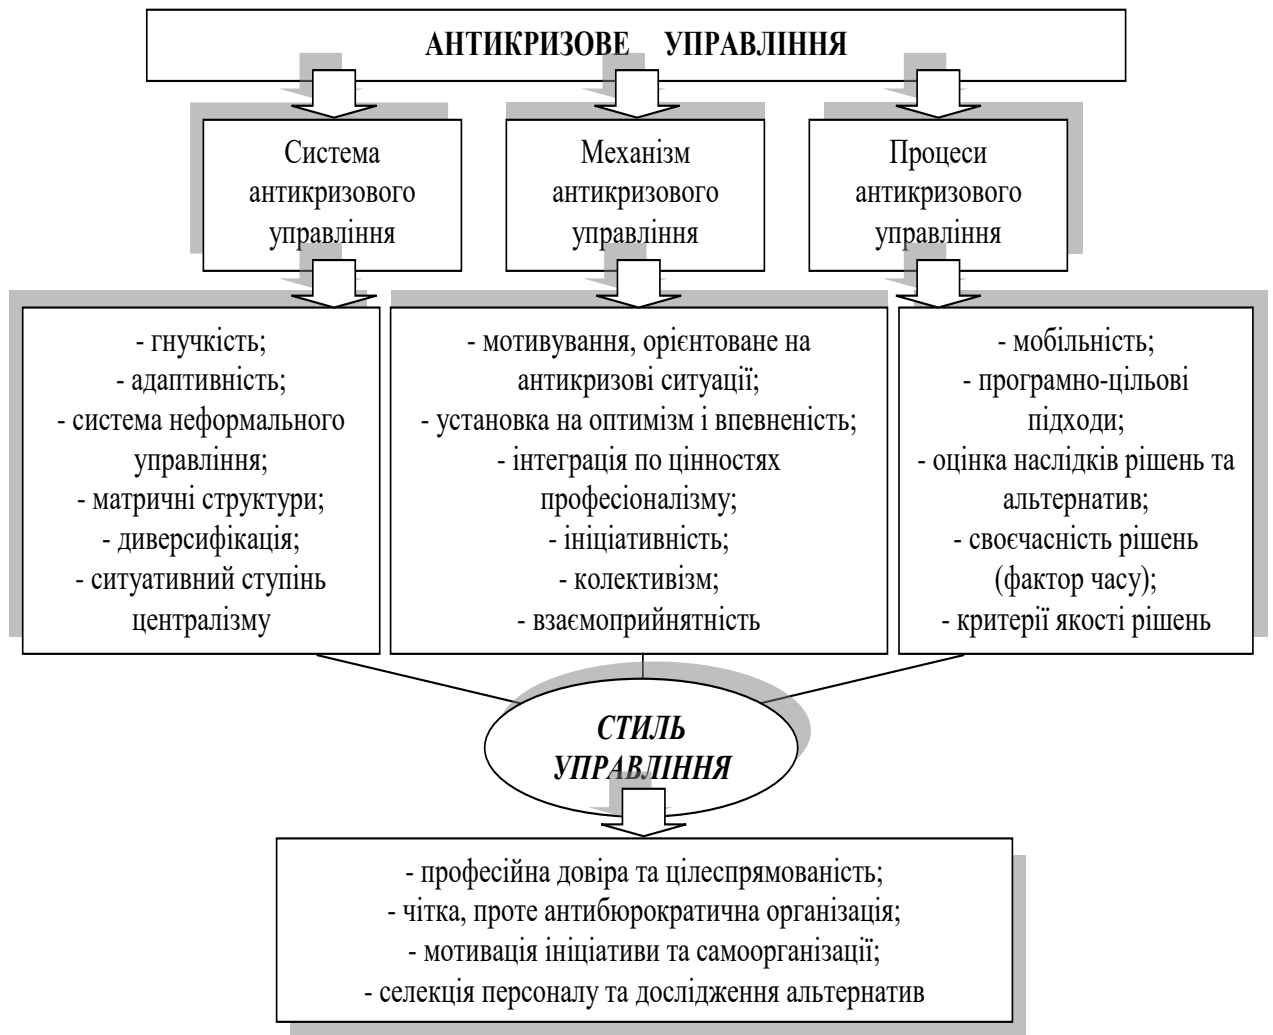 АНТИКРИЗОВЕ УПРАВЛІННЯ
Система
антикризового
управління
Механізм
антикризового
управління
Процеси
антикризового
управління
- гнучкість;
- адаптивність;
- система неформального
управління;
- матричні структури;
- диверсифікація;
- ситуативний ступінь
централізму
- мотивування, орієнтоване на
антикризові ситуації;
- установка на оптимізм і впевненість;
- інтеграція по цінностях
професіоналізму;
- ініціативність;
- колективізм;
- взаємоприйнятність
- мобільність;
- програмно-цільові
підходи;
- оцінка наслідків рішень та
альтернатив;
- своєчасність рішень
(фактор часу);
- критерії якості рішень
СТИЛЬ
УПРАВЛІННЯ
- професійна довіра та цілеспрямованість;
- чітка, проте антибюрократична організація;
- мотивація ініціативи та самоорганізації;
- селекція персоналу та дослідження альтернатив